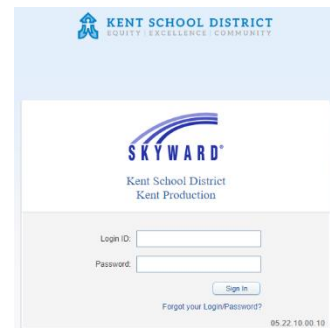 KENT SCHOOL DISTRICT
EQUITY | EXCELLENCE | COMMUNITY
SKYWARD®
Kent School District
Kent Production
Login ID:
Password:
Sign In
Forgot your Login/Password?
05.22.10.00.10